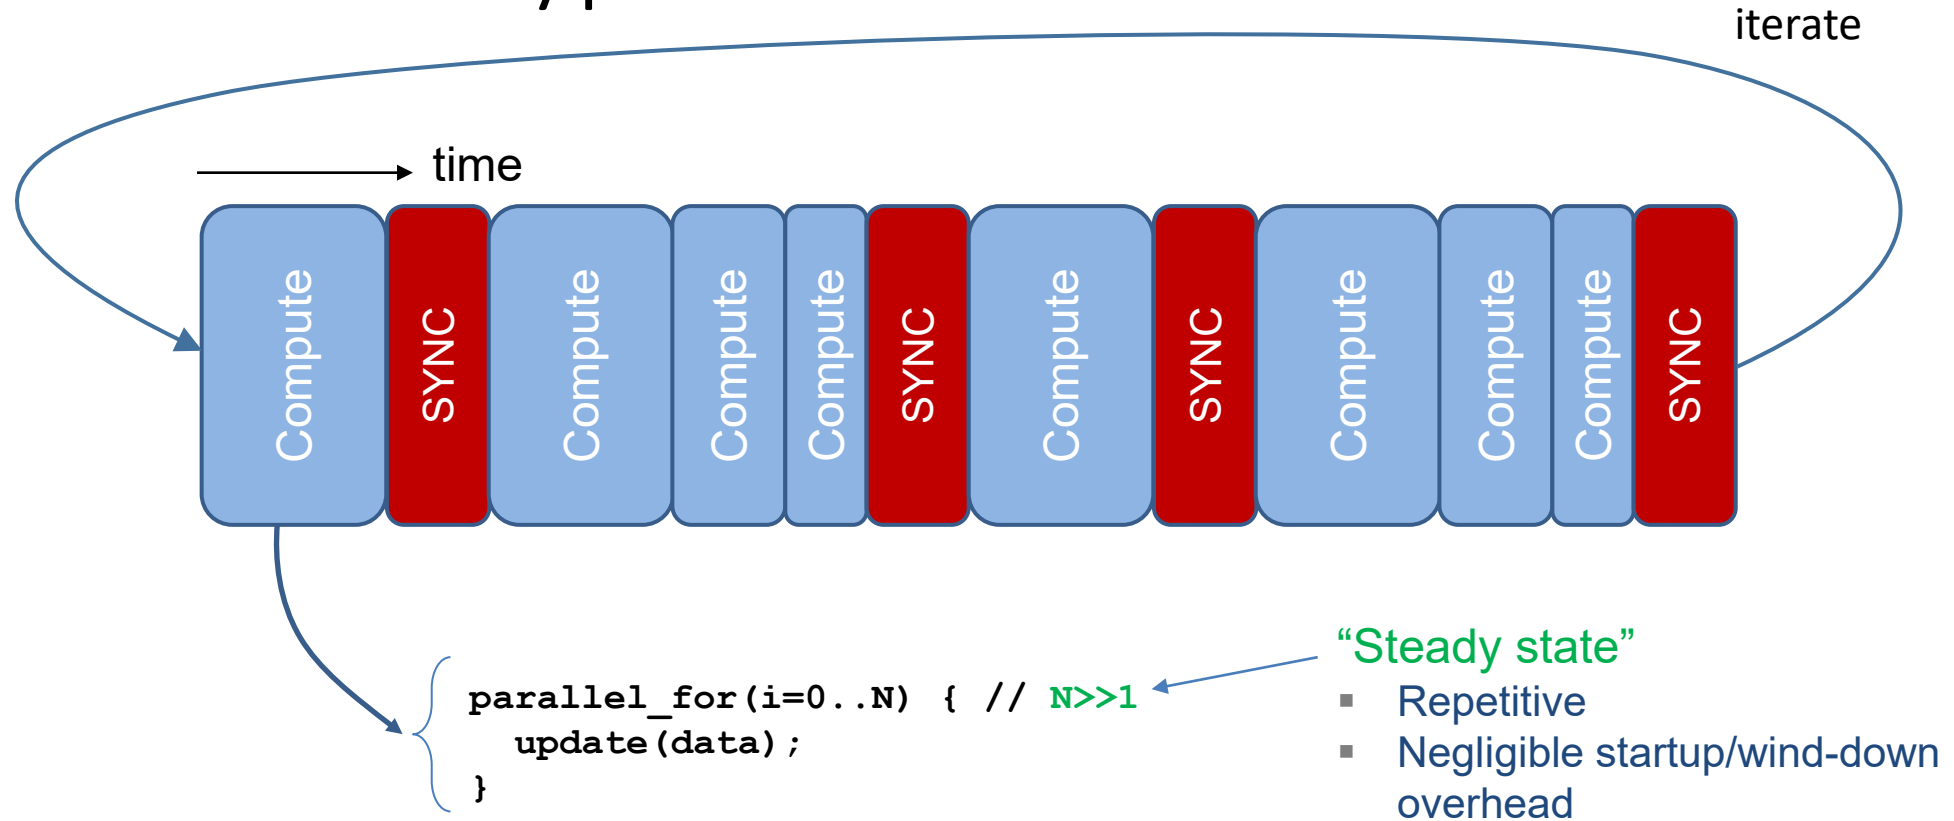 iterate
time
Compute
SYNC
Compute
Compute
Compute
SYNC
Compute
SYNC
Compute
Compute
Compute
SYNC
“Steady state”
parallel_for(i=0..N) { // N>>1
▪ Repetitive
update(data);
▪ Negligible startup/wind-down
}
overhead